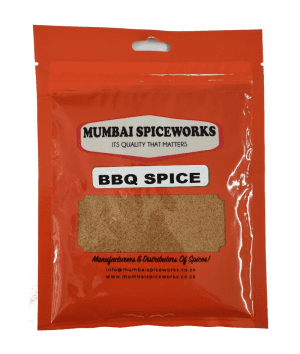 MUMBAI SPICEWORKS
ITS QUALITY THAT MATTERS
BBQ SPICE
Manufacturers & Distributors Of Spices!
info@mumbaispiceworks.co.za
www.mumbaispiceworks.co.za